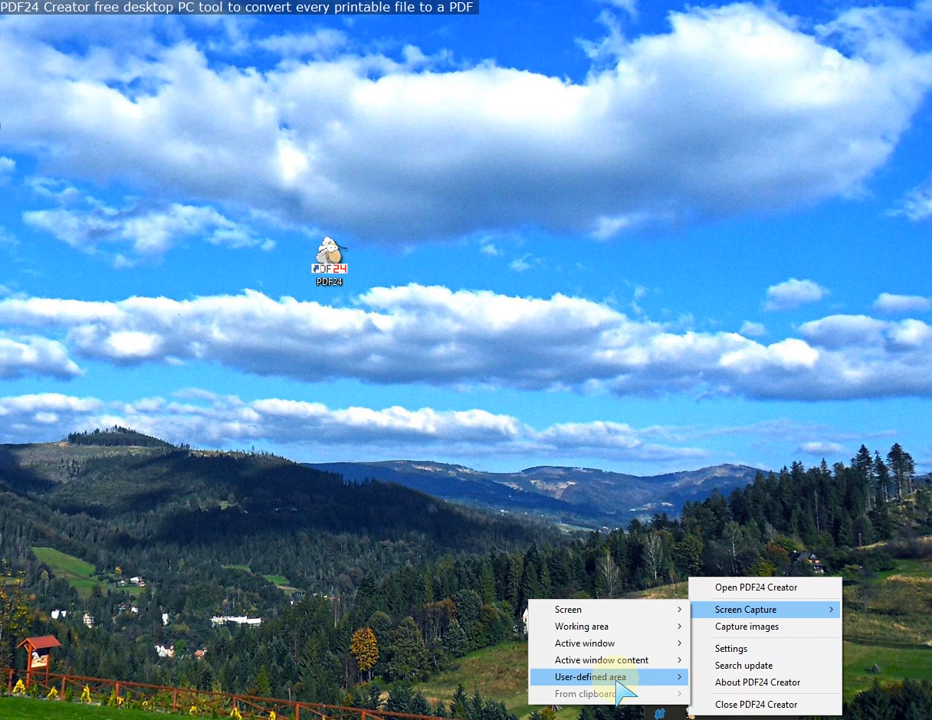 PDF24 Creator free desktop PC tool to convert every printable file to a PDF
PDF24
PDF24
Open PDF24 Creator
Screen Capture
Capture images
Settings
Search update
About PDF24 Creator
Close PDF24 Creator
Screen
Working area
Active window
Active window content
User-defined area
From clipboard